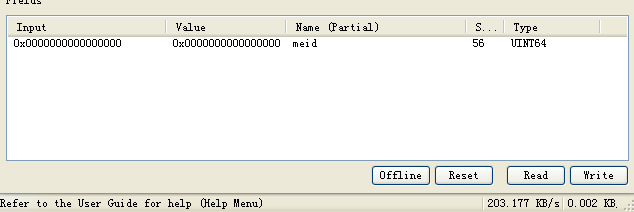 Fields
Input Value Name (Partial) S... Type
0x0000000000000000 0x0000000000000000 meid 56 UINT64
Offline Reset Read Write
Refer to the User Guide for help (Help Menu) 203.177 KB/s 0.002 KB